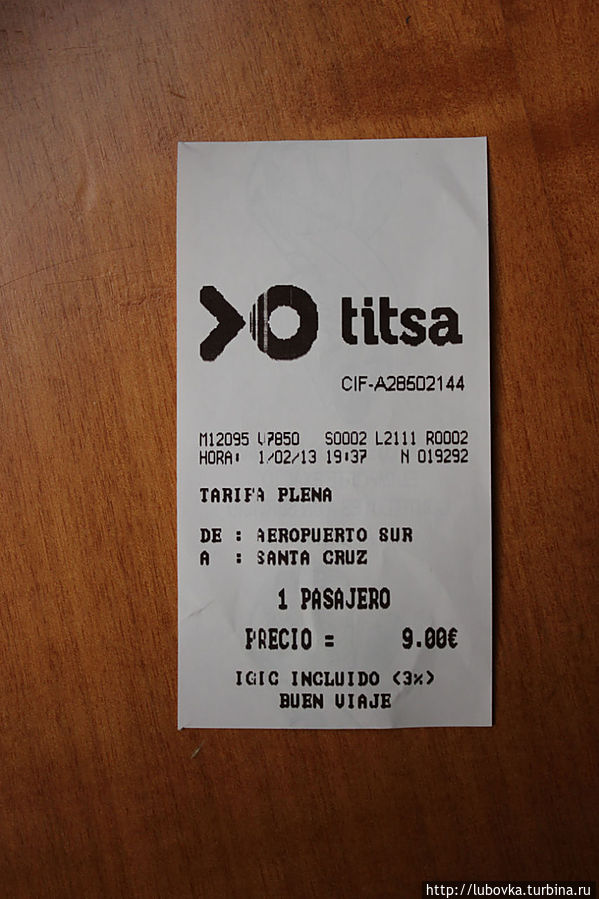 titsa
CIF-A28502144
M12095 V7850 S0002 L2111 R0002
HORA: 1/02/13 19:37 N 019292
TARIFA PLENA
DE : AEROPUERTO SUR
A : SANTA CRUZ
1 PASAJERO
PRECIO = 9.00€
IGIC INCLUIDO (3%)
BUEN VIAJE
http://lubovka.turbina.ru